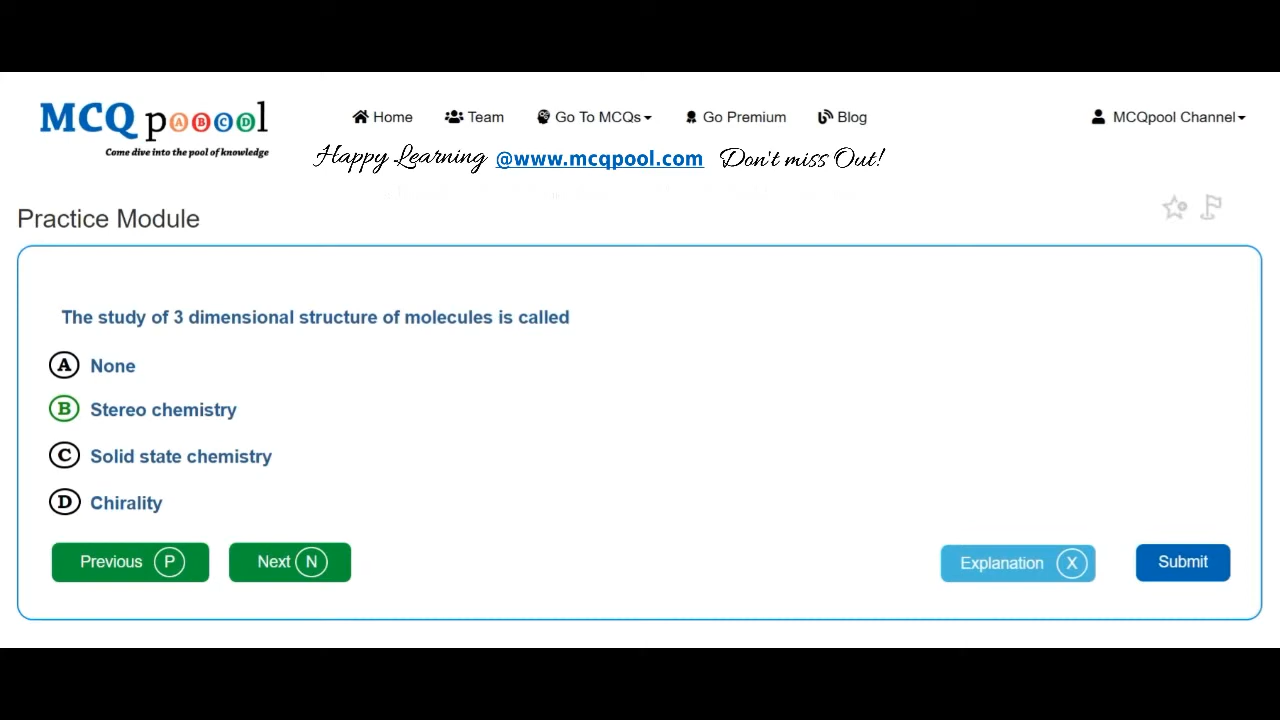 MCQ pooool
Come dive into the pool of knowledge
Home Team Go To MCQs Go Premium Blog MCQpool Channel
Happy Learning @www.mcqpool.com Don't miss Out!
Practice Module
The study of 3 dimensional structure of molecules is called
A None
B Stereo chemistry
C Solid state chemistry
D Chirality
Previous P Next N Explanation X Submit